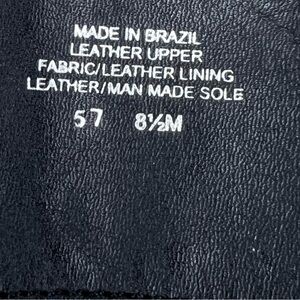 MADE IN BRAZIL
LEATHER UPPER
FABRIC/LEATHER LINING
LEATHER/MAN MADE SOLE
57 8½M